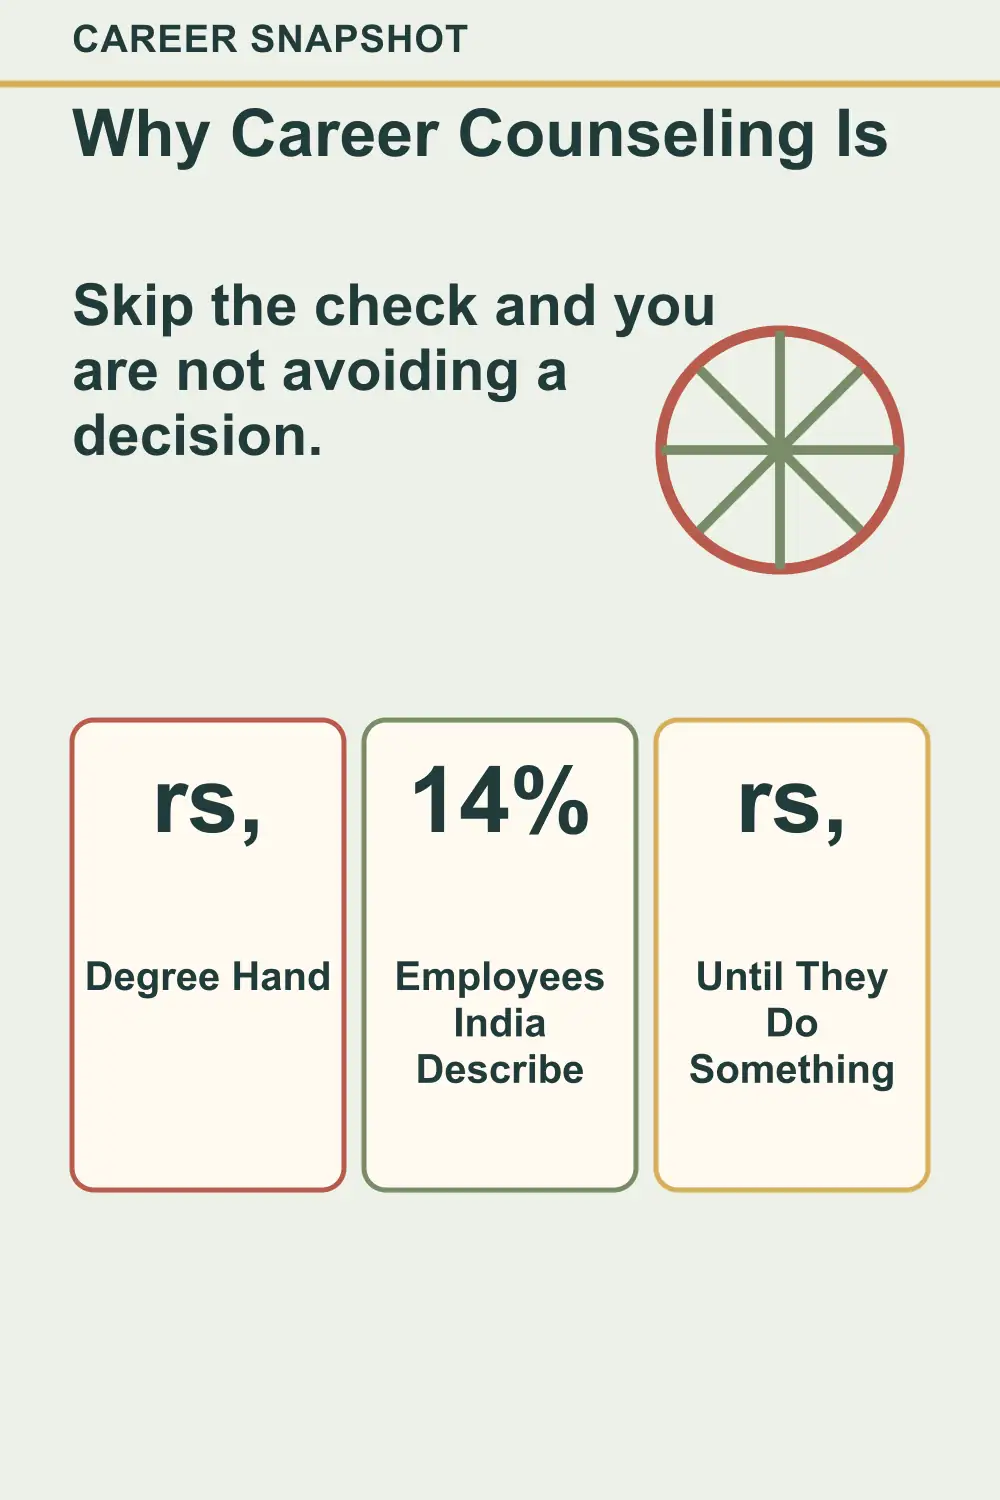 CAREER SNAPSHOT
Why Career Counseling Is
Skip the check and you
are not avoiding a
decision.
rs,
Degree Hand
14%
Employees
India
Describe
rs,
Until They
Do
Something